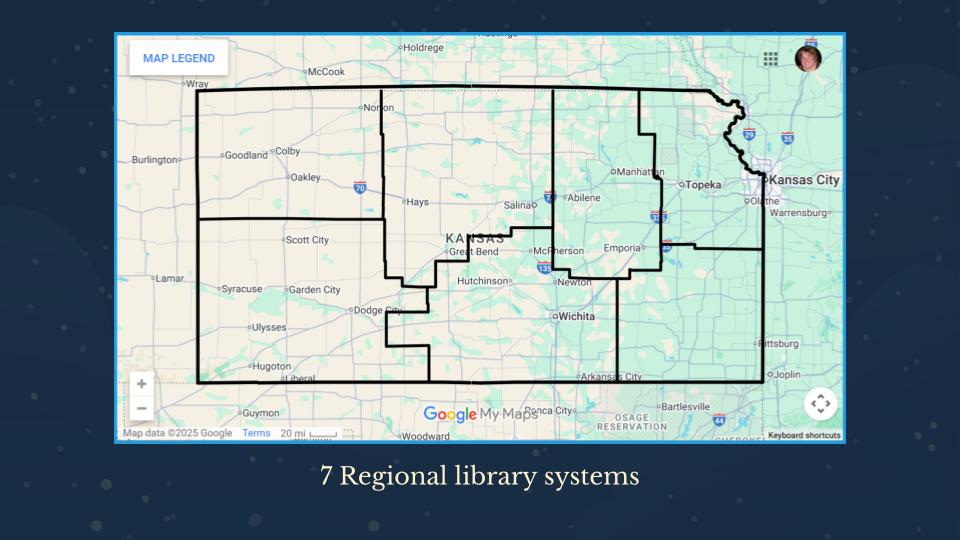 Hastings
Holdrege
MAP LEGEND
McCook
Wray
Norton
29
35
Burlington
Goodland
Colby
Oakley
70
Manhattan
Topeka
Kansas City
Olathe
Hays
Salina
Abilene
Warrensburg
335
Scott City
KANSAS
Great Bend
McPherson
Emporia
135
Lamar
Syracuse
Garden City
Hutchinson
Newton
Dodge City
Wichita
Ulysses
Pittsburg
Hugoton
Liberal
Arkansas City
Joplin
+
−
Guymon
Google My Maps
Ponca City
Bartlesville
OSAGE
RESERVATION
44
Map data ©2025 Google Terms 20 mi
Woodward
Keyboard shortcuts
7 Regional library systems